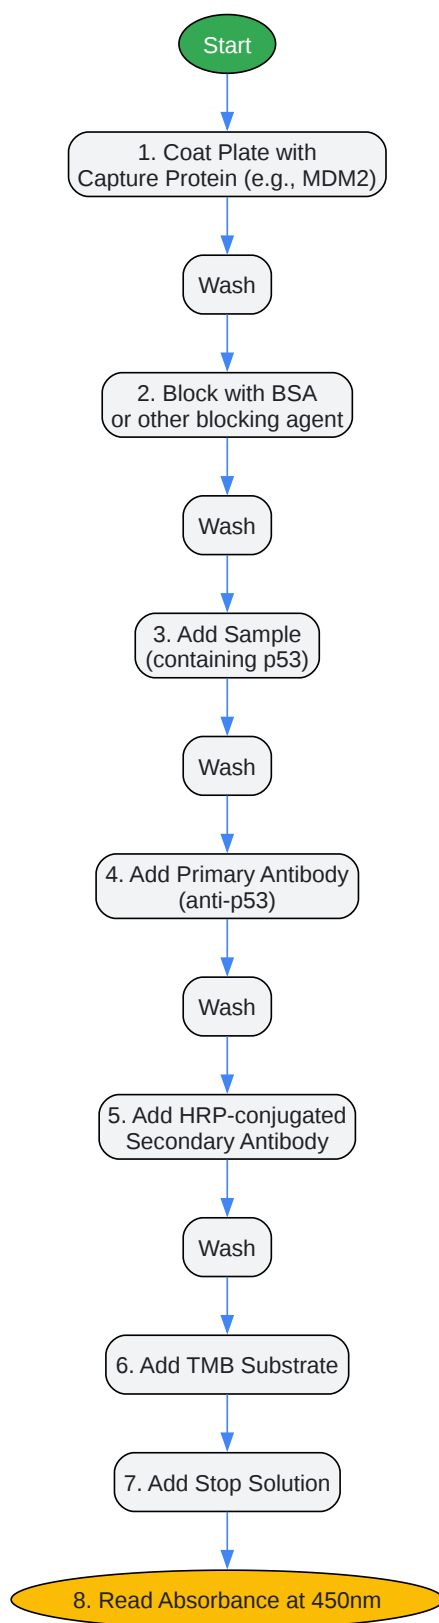 Start
1. Coat Plate with
Capture Protein (e.g., MDM2)
Wash
2. Block with BSA
or other blocking agent
Wash
3. Add Sample
(containing p53)
Wash
4. Add Primary Antibody
(anti-p53)
Wash
5. Add HRP-conjugated
Secondary Antibody
Wash
6. Add TMB Substrate
7. Add Stop Solution
8. Read Absorbance at 450nm